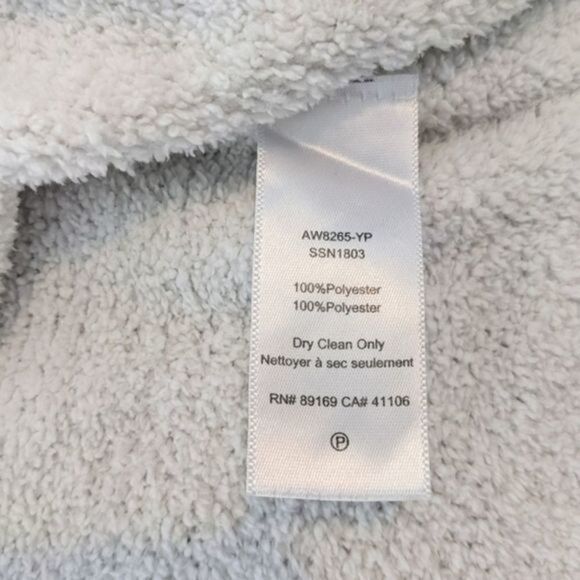 AW8265-YP
SSN1803
100%Polyester
100%Polyester
Dry Clean Only
Nettoyer à sec seulement
RN# 89169 CA# 41106
P